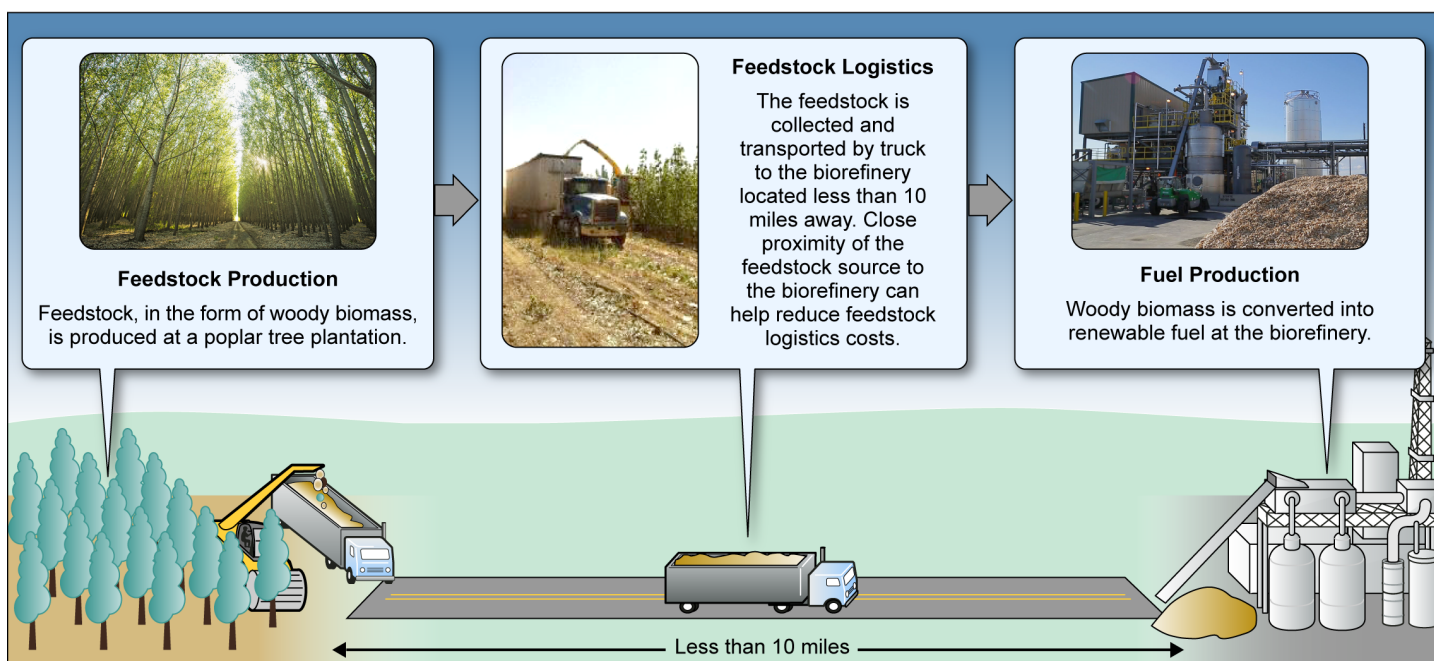 Feedstock Production
Feedstock, in the form of woody biomass,
is produced at a poplar tree plantation.
Feedstock Logistics
The feedstock is
collected and
transported by truck
to the biorefinery
located less than 10
miles away. Close
proximity of the
feedstock source to
the biorefinery can
help reduce feedstock
logistics costs.
Fuel Production
Woody biomass is converted into
renewable fuel at the biorefinery.
Less than 10 miles